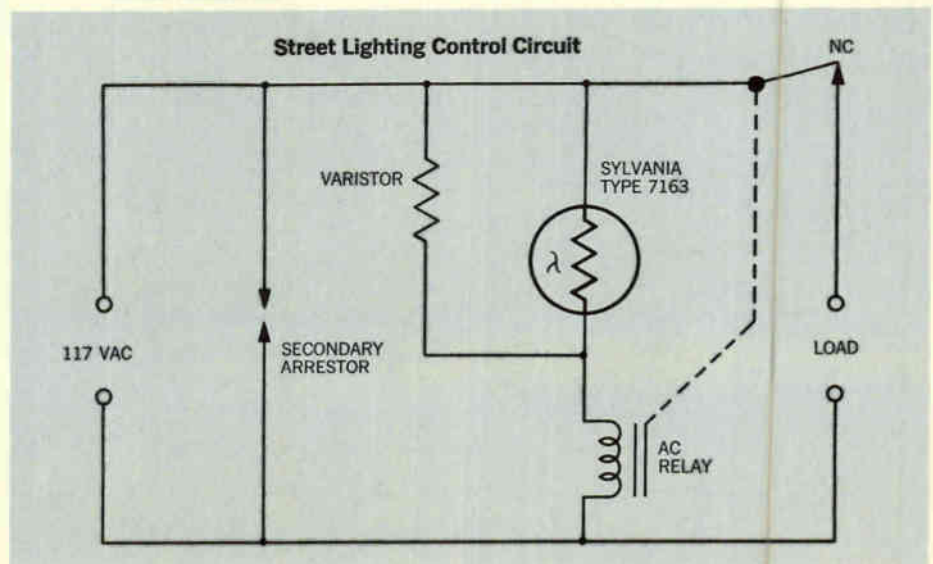 Street Lighting Control Circuit
NC
VARISTOR
SYLVANIA
TYPE 7163
λ
117 VAC
SECONDARY
ARRESTOR
LOAD
AC
RELAY